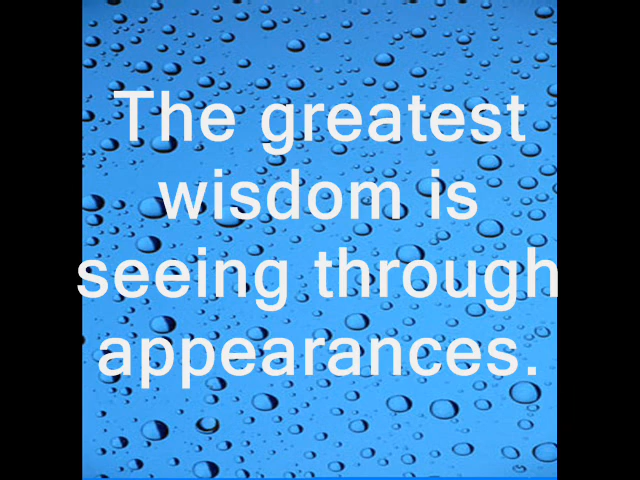 The greatest
wisdom is
seeing through
appearances.